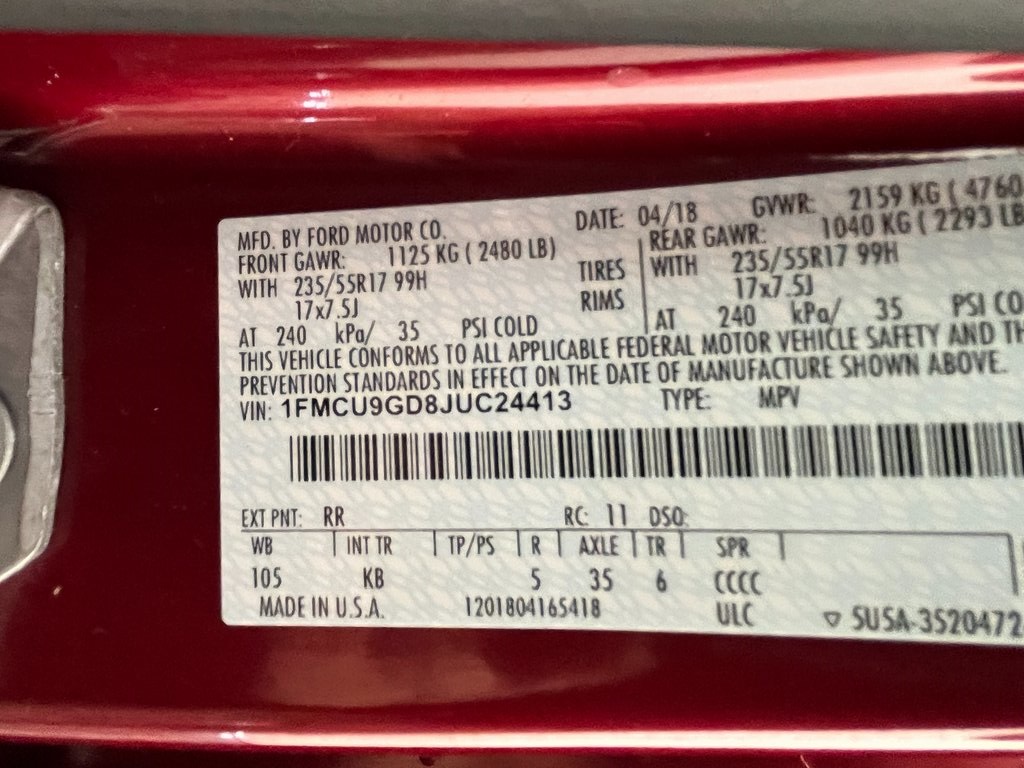 MFD. BY FORD MOTOR CO. DATE: 04/18 GVWR: 2159 KG ( 4760
FRONT GAWR: 1125 KG ( 2480 LB) REAR GAWR: 1040 KG ( 2293 LB
WITH 235/55R17 99H TIRES WITH 235/55R17 99H
17x7.5J RIMS 17x7.5J
AT 240 kPa/ 35 PSI COLD AT 240 kPa/ 35 PSI CO
THIS VEHICLE CONFORMS TO ALL APPLICABLE FEDERAL MOTOR VEHICLE SAFETY AND TH
PREVENTION STANDARDS IN EFFECT ON THE DATE OF MANUFACTURE SHOWN ABOVE.
VIN: 1FMCU9GD8JUC24413 TYPE: MPV
EXT PNT: RR RC: 11 DSO:
WB INT TR TP/PS R AXLE TR SPR
105 KB 5 35 6 CCCC
MADE IN U.S.A. 1201804165418 ULC ▽ 5USA-3520472